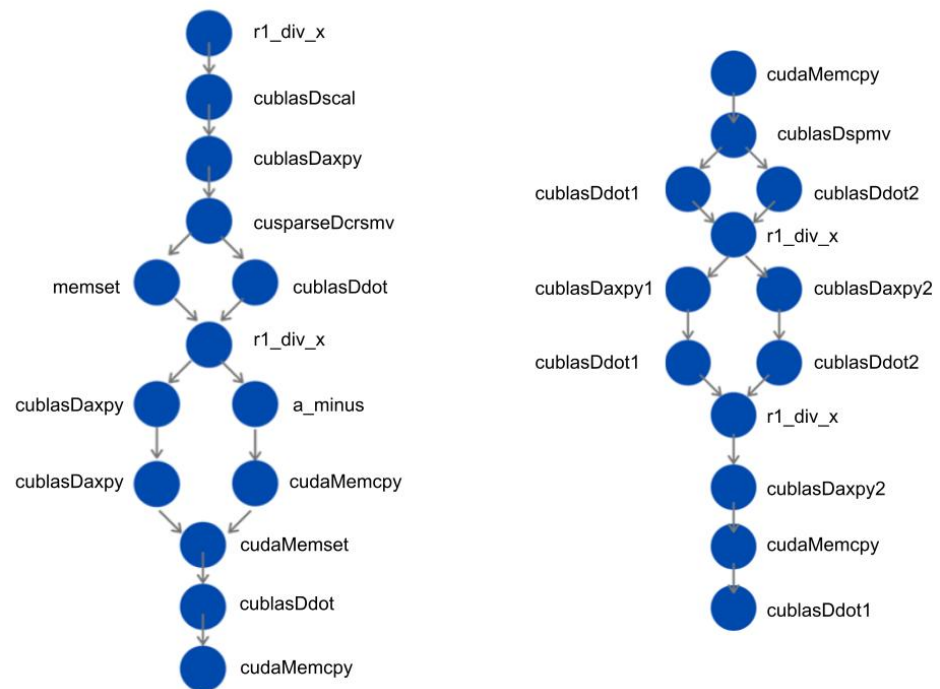 r1_div_x
cublasDscal
cublasDaxpy
cusparseDcrsmv
memset
cublasDdot
r1_div_x
cublasDaxpy
a_minus
cublasDaxpy
cudaMemcpy
cudaMemset
cublasDdot
cudaMemcpy
cudaMemcpy
cublasDspmv
cublasDdot1
cublasDdot2
r1_div_x
cublasDaxpy1
cublasDaxpy2
cublasDdot1
cublasDdot2
r1_div_x
cublasDaxpy2
cudaMemcpy
cublasDdot1